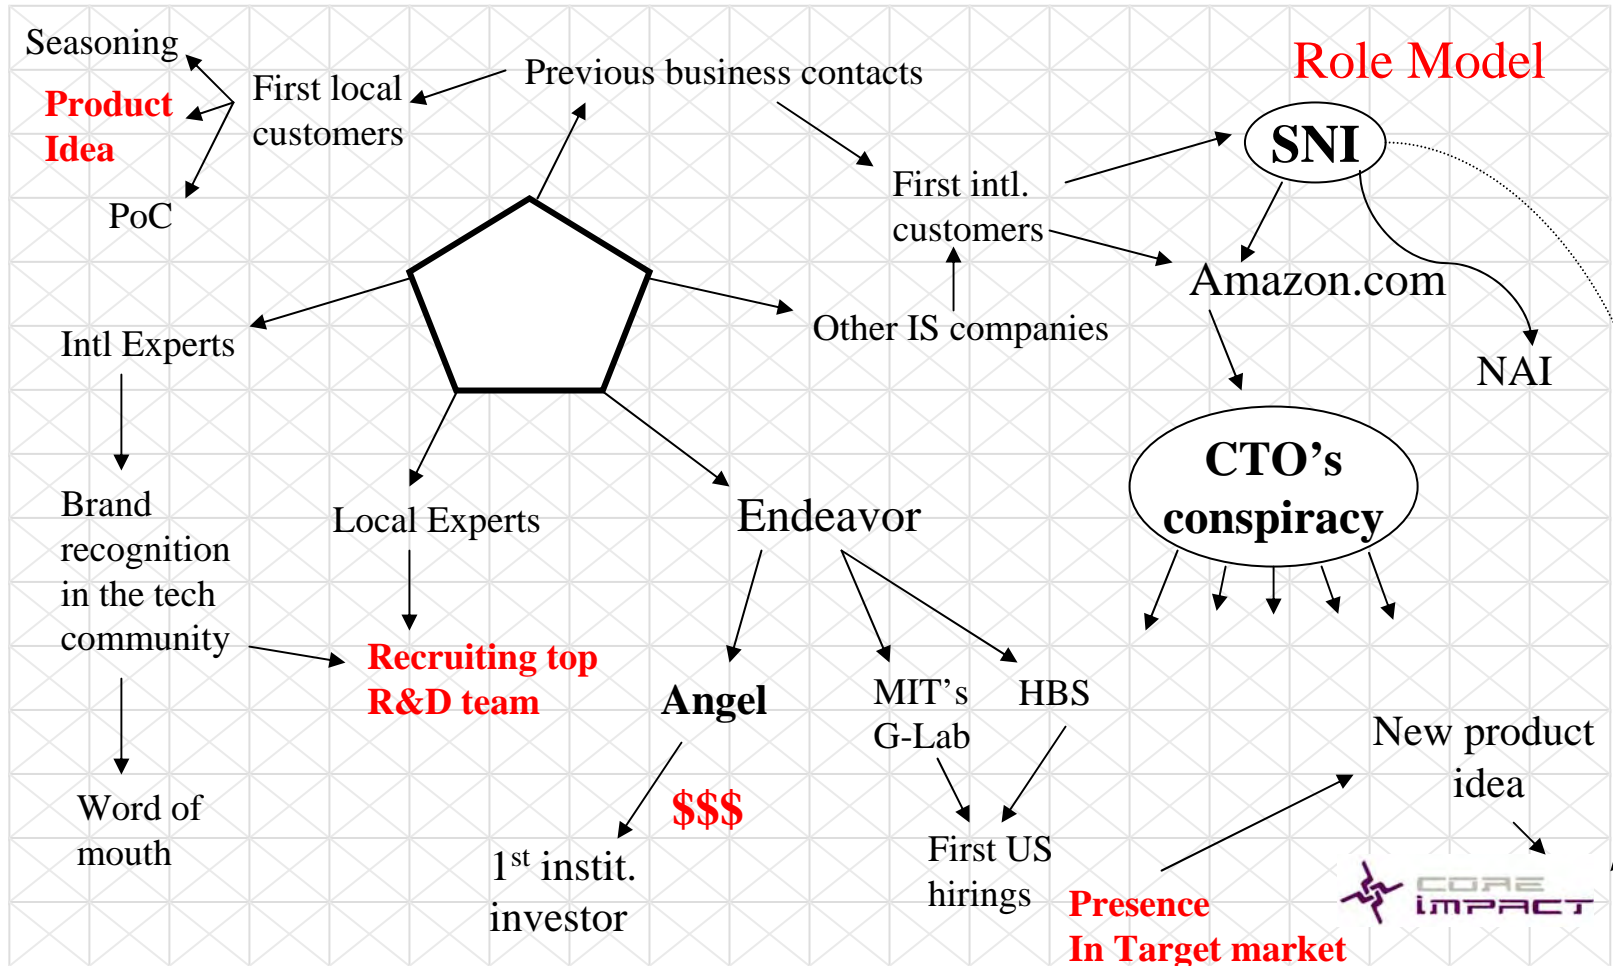 Seasoning
Product
Idea
PoC
First local
customers
Previous business contacts
Role Model
SNI
First intl.
customers
Amazon.com
Other IS companies
NAI
Intl Experts
CTO's
conspiracy
Brand
recognition
in the tech
community
Local Experts
Endeavor
Recruiting top
R&D team
Angel
MIT's
G-Lab
HBS
New product
idea
Word of
mouth
$$$
1st instit.
investor
First US
hirings
Presence
In Target market
CORE
IMPACT